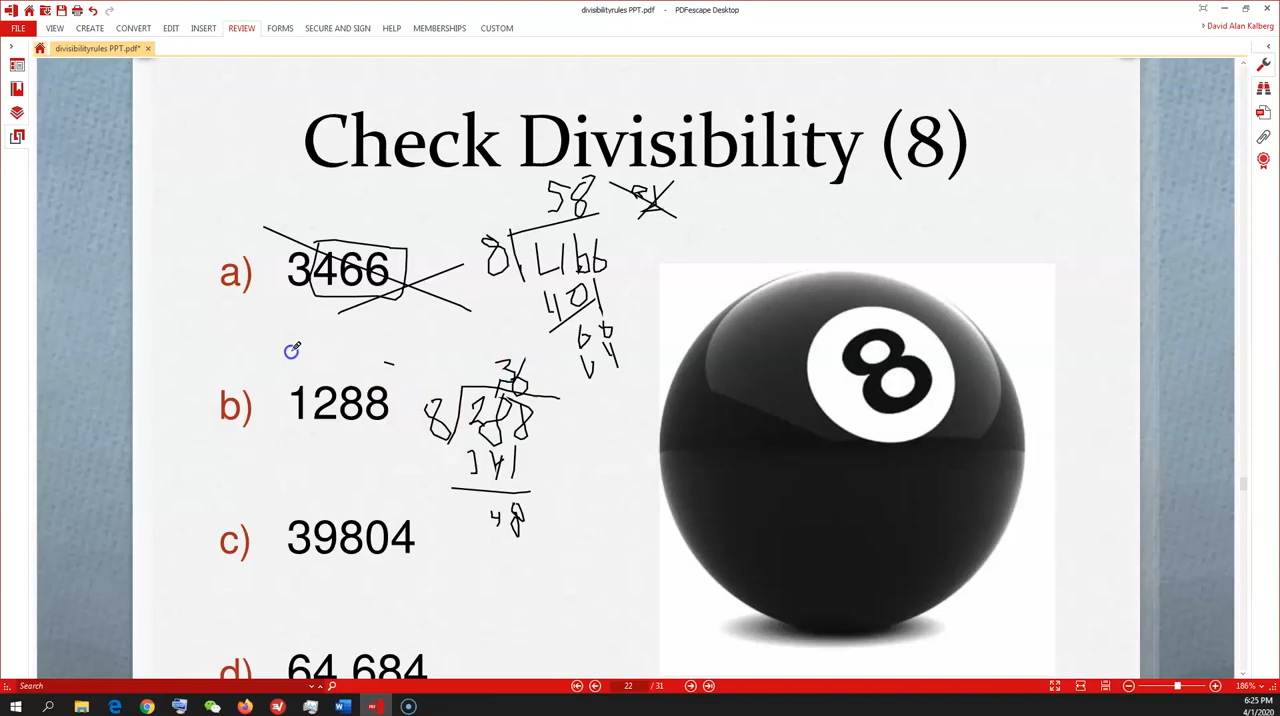 divisibilityrules PPT.pdf - PDFescape Desktop
FILE VIEW CREATE CONVERT EDIT INSERT REVIEW FORMS SECURE AND SIGN HELP MEMBERSHIPS CUSTOM
David Alan Kalberg
divisibilityrules PPT.pdf*
Check Divisibility (8)
58
a) 3466
8 466
40
66
64
36
b) 1288
8 288
48
c) 39804
d) 64,684
8
Search
22 / 31
186%
6:25 PM
4/1/2020